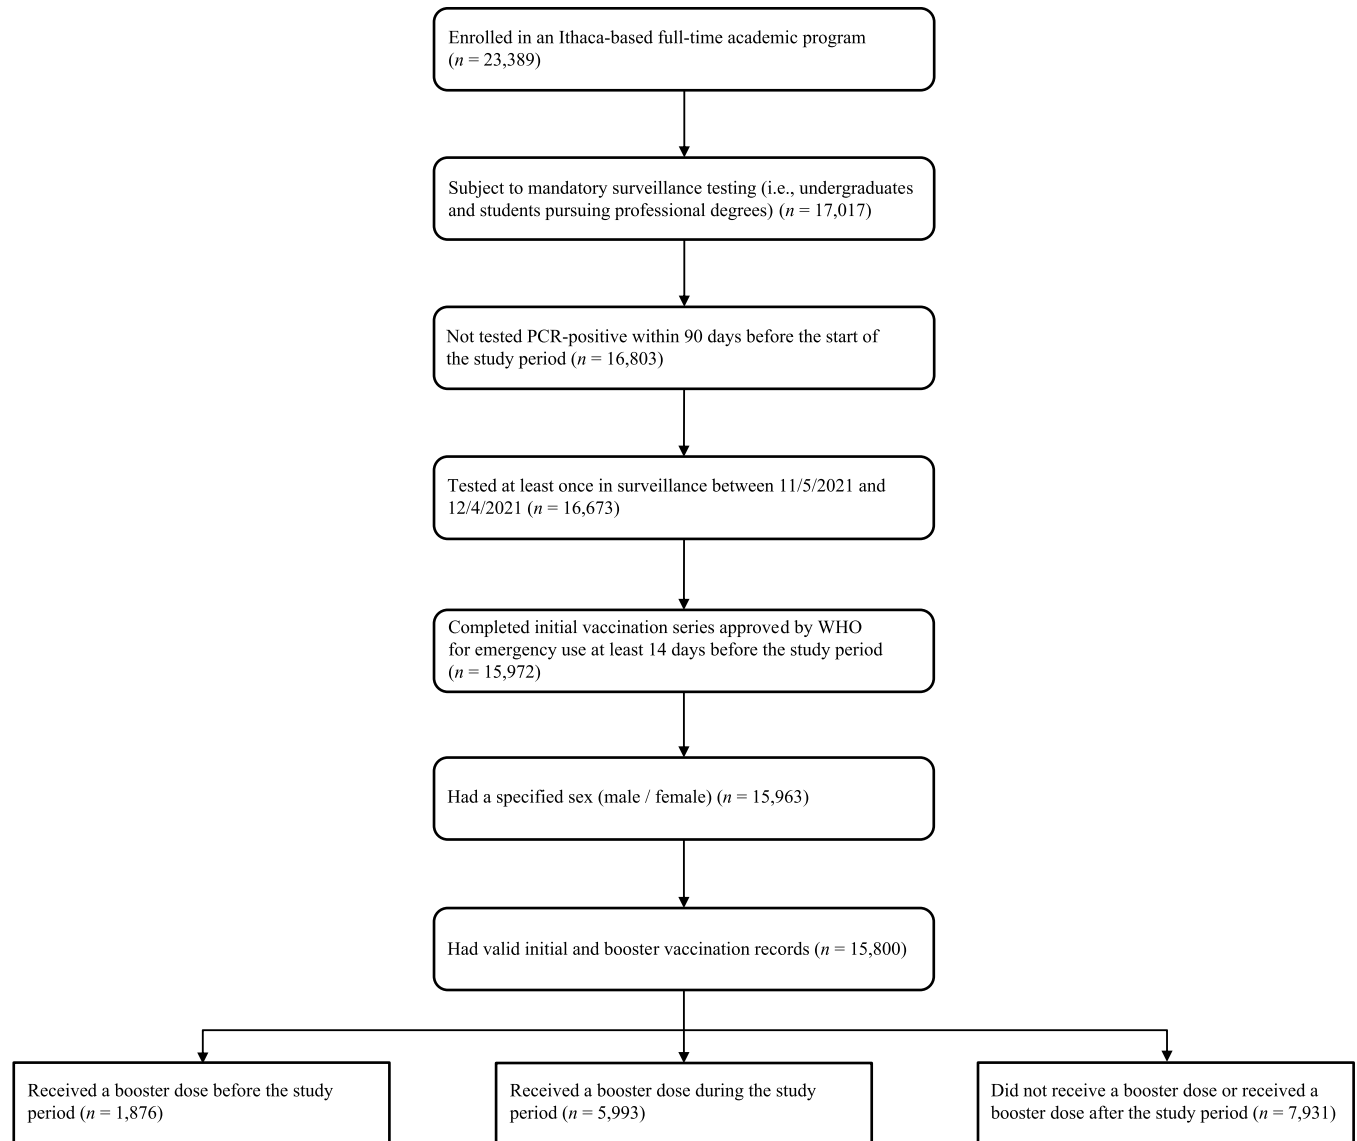 Enrolled in an Ithaca-based full-time academic program
(n = 23,389)
Subject to mandatory surveillance testing (i.e., undergraduates
and students pursuing professional degrees) (n = 17,017)
Not tested PCR-positive within 90 days before the start of
the study period (n = 16,803)
Tested at least once in surveillance between 11/5/2021 and
12/4/2021 (n = 16,673)
Completed initial vaccination series approved by WHO
for emergency use at least 14 days before the study period
(n = 15,972)
Had a specified sex (male / female) (n = 15,963)
Had valid initial and booster vaccination records (n = 15,800)
Received a booster dose before the study
period (n = 1,876)
Received a booster dose during the study
period (n = 5,993)
Did not receive a booster dose or received a
booster dose after the study period (n = 7,931)